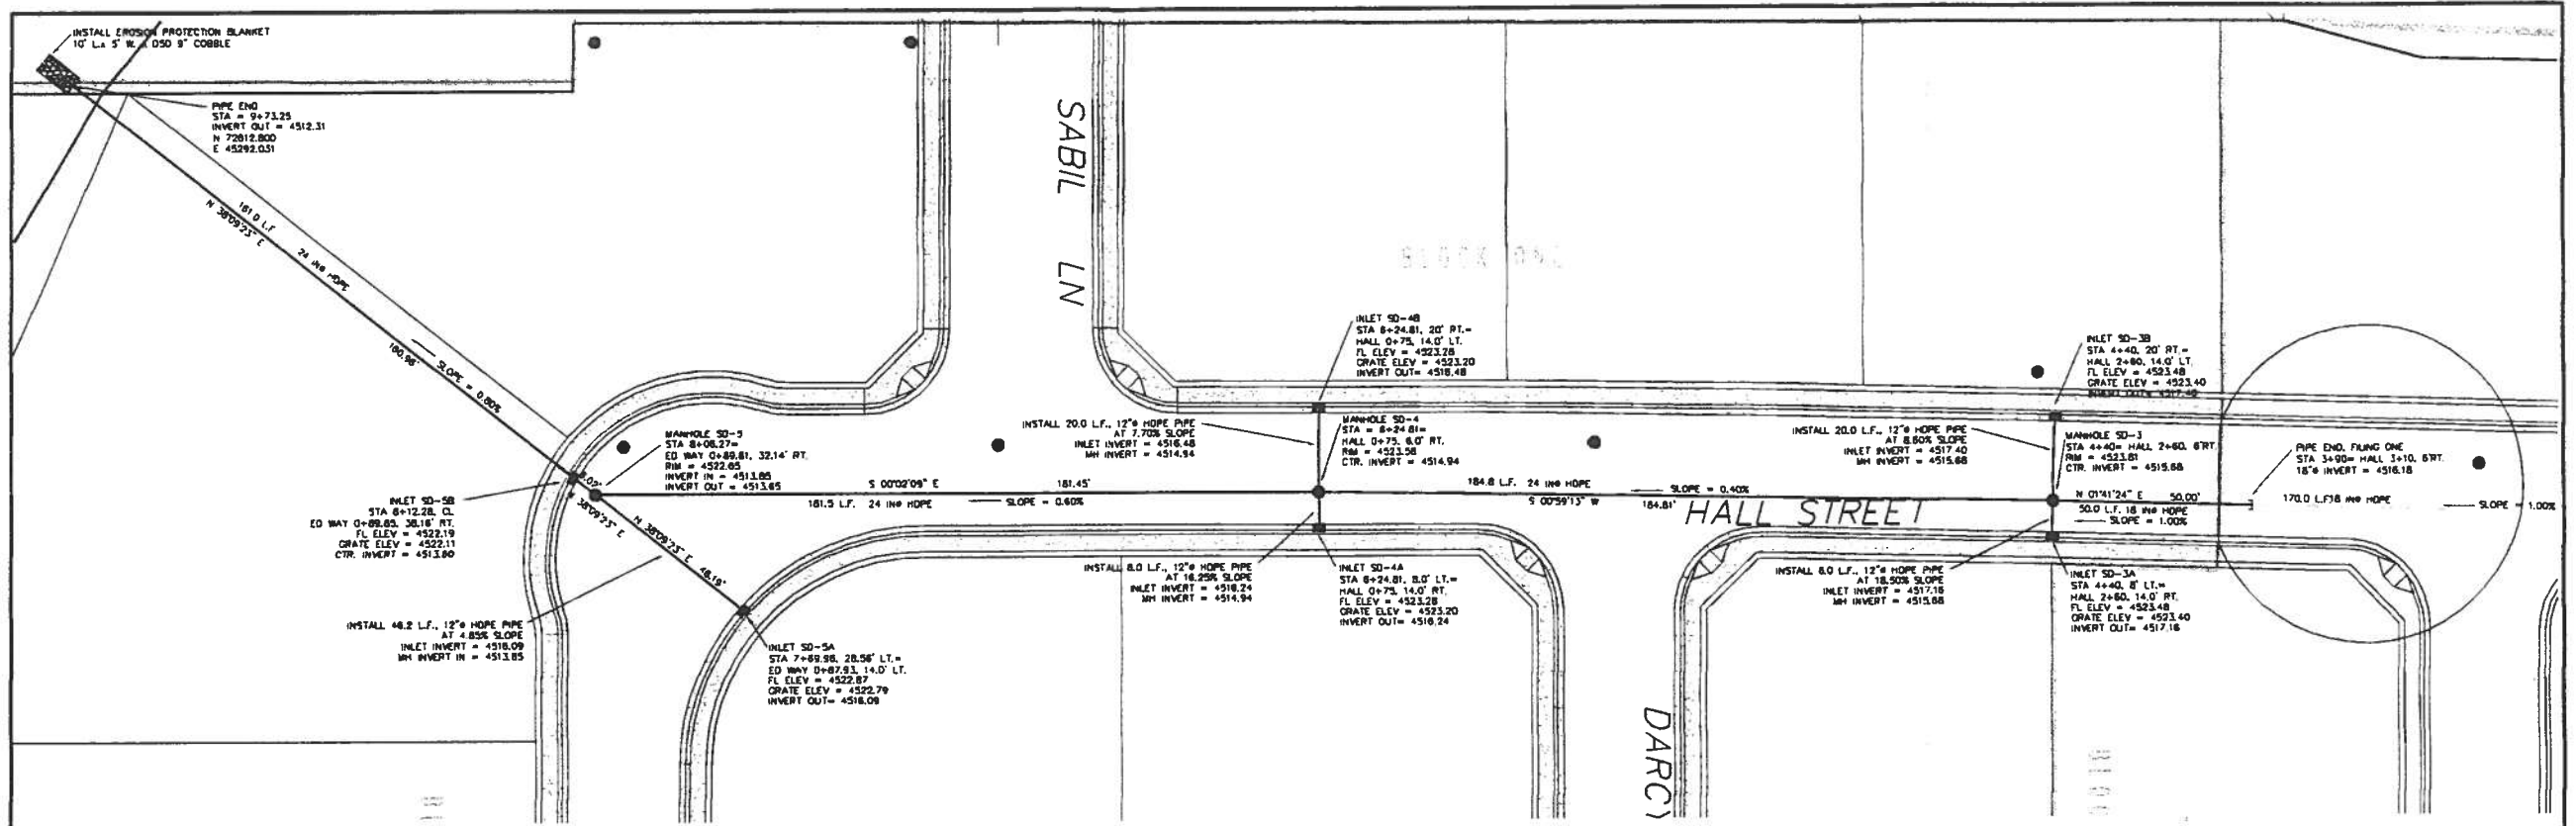 INSTALL EROSION PROTECTION BLANKET
10' L.x 5' W. x D50 9" COBBLE
PIPE END
STA = 9+73.25
INVERT OUT = 4512.31
N 72612.800
E 45292.031
181.0 L.F. 24 INø HDPE
N 38°09'23" E
180.98'
SLOPE = 0.80%
SABIL LN
INLET SD-5B
STA 8+12.28, CL
ED WAY 0+89.85, 38.16' RT.
FL ELEV = 4522.19
GRATE ELEV = 4522.11
CTR. INVERT = 4513.60
MANHOLE SD-5
STA 8+06.27=
ED WAY 0+89.81, 32.14' RT.
RIM = 4522.65
INVERT IN = 4513.85
INVERT OUT = 4513.65
N 38°09'23" E
N 38°09'23" E 48.19'
INSTALL 48.2 L.F., 12"ø HDPE PIPE
AT 4.85% SLOPE
INLET INVERT = 4516.09
MH INVERT IN = 4513.85
INLET SD-5A
STA 7+69.98, 28.56' LT.=
ED WAY 0+87.93, 14.0' LT.
FL ELEV = 4522.87
GRATE ELEV = 4522.79
INVERT OUT= 4516.09
S 00°02'09" E 181.45'
181.5 L.F. 24 INø HDPE SLOPE = 0.60%
INLET SD-4B
STA 6+24.81, 20' RT.=
HALL 0+75, 14.0' LT.
FL ELEV = 4523.28
GRATE ELEV = 4523.20
INVERT OUT= 4516.48
INSTALL 20.0 L.F., 12"ø HDPE PIPE
AT 7.70% SLOPE
INLET INVERT = 4516.48
MH INVERT = 4514.94
MANHOLE SD-4
STA = 6+24.81=
HALL 0+75, 6.0' RT.
RIM = 4523.58
CTR. INVERT = 4514.94
INSTALL 8.0 L.F., 12"ø HDPE PIPE
AT 16.25% SLOPE
INLET INVERT = 4516.24
MH INVERT = 4514.94
INLET SD-4A
STA 6+24.81, 8.0' LT.=
HALL 0+75, 14.0' RT.
FL ELEV = 4523.28
GRATE ELEV = 4523.20
INVERT OUT= 4516.24
184.8 L.F. 24 INø HDPE SLOPE = 0.40%
S 00°59'13" W 184.81'
HALL STREET
DARCY
INLET SD-3B
STA 4+40, 20' RT.=
HALL 2+60, 14.0' LT.
FL ELEV = 4523.48
GRATE ELEV = 4523.40
INVERT OUT= 4517.40
INSTALL 20.0 L.F., 12"ø HDPE PIPE
AT 8.60% SLOPE
INLET INVERT = 4517.40
MH INVERT = 4515.68
MANHOLE SD-3
STA 4+40= HALL 2+60, 6'RT.
RIM = 4523.81
CTR. INVERT = 4515.68
INSTALL 8.0 L.F., 12"ø HDPE PIPE
AT 18.50% SLOPE
INLET INVERT = 4517.16
MH INVERT = 4515.68
INLET SD-3A
STA 4+40, 8' LT.=
HALL 2+60, 14.0' RT.
FL ELEV = 4523.48
GRATE ELEV = 4523.40
INVERT OUT= 4517.16
N 01°41'24" E 50.00'
50.0 L.F. 18 INø HDPE
SLOPE = 1.00%
PIPE END, FILING ONE
STA 3+90= HALL 3+10, 6'RT.
18"ø INVERT = 4516.18
170.0 L.F.18 INø HDPE SLOPE = 1.00%